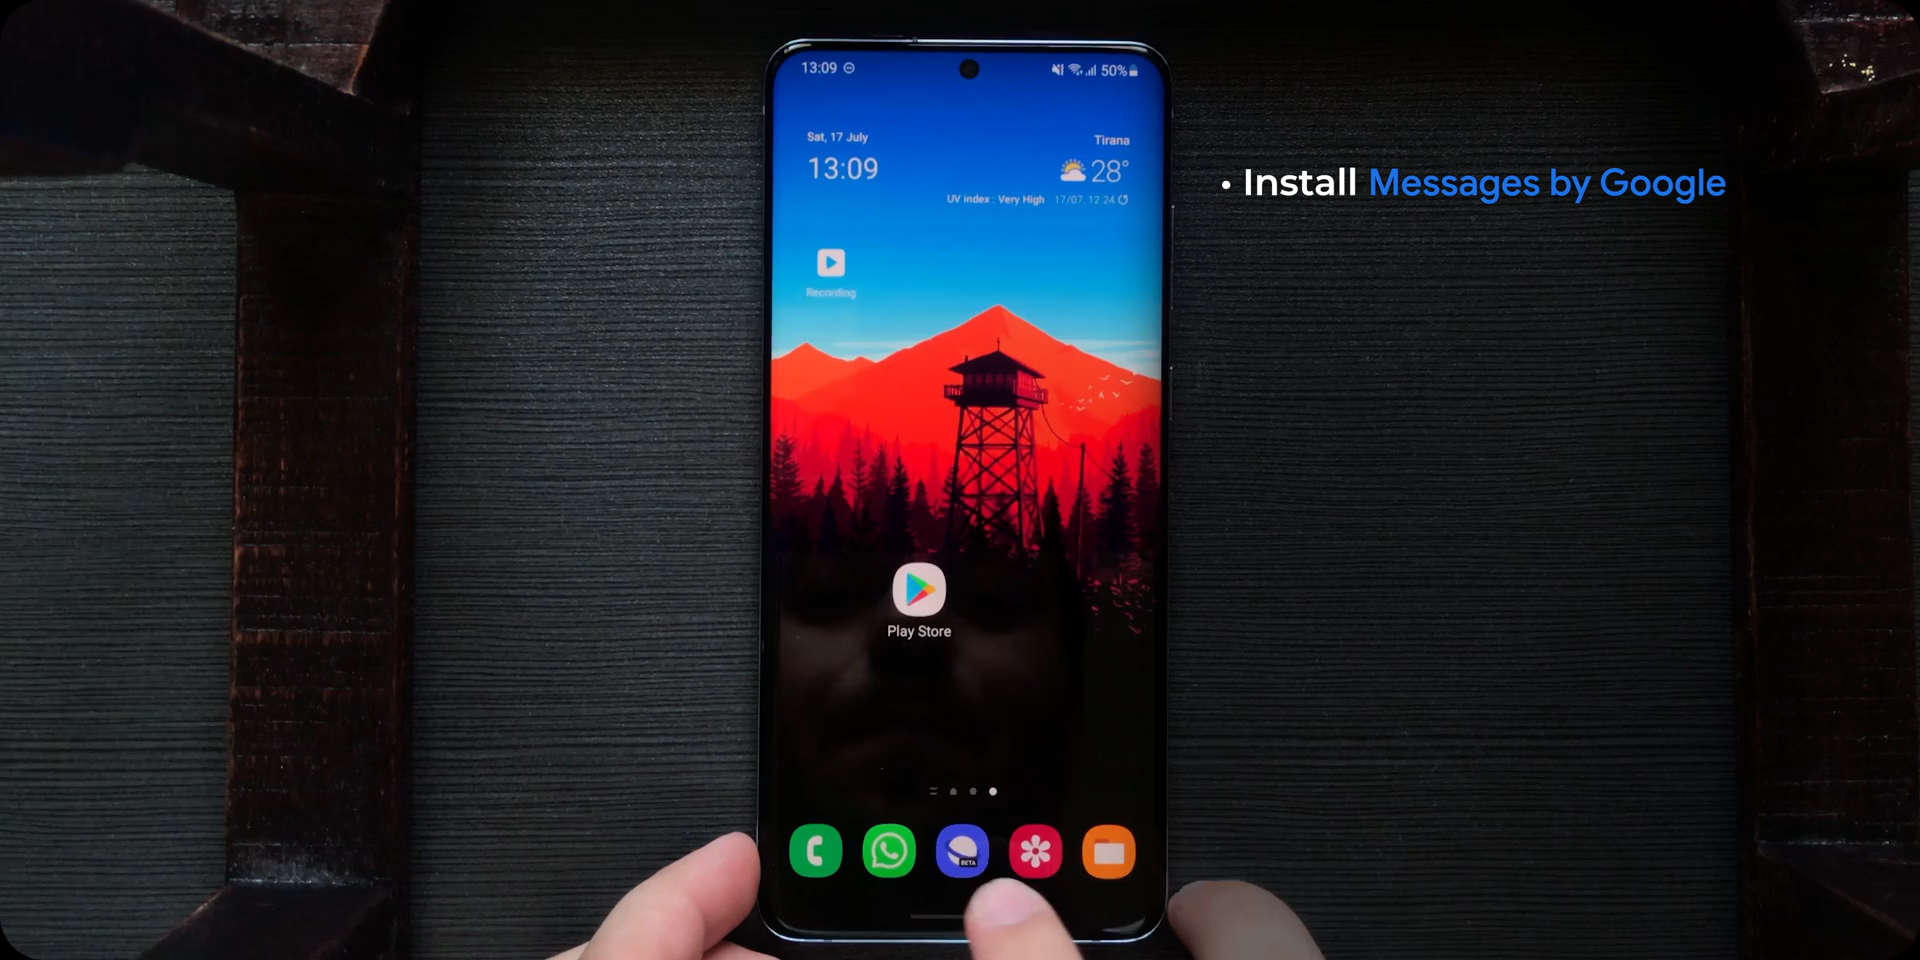 13:09
50%
Sat, 17 July
13:09
Tirana
28°
UV index : Very High 17/07, 12:24
Recording
Play Store
BETA
• Install Messages by Google